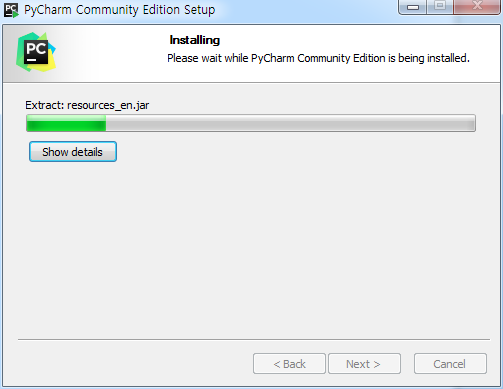 PC
PyCharm Community Edition Setup
PC
Installing
Please wait while PyCharm Community Edition is being installed.
Extract: resources_en.jar
Show details
< Back
Next >
Cancel